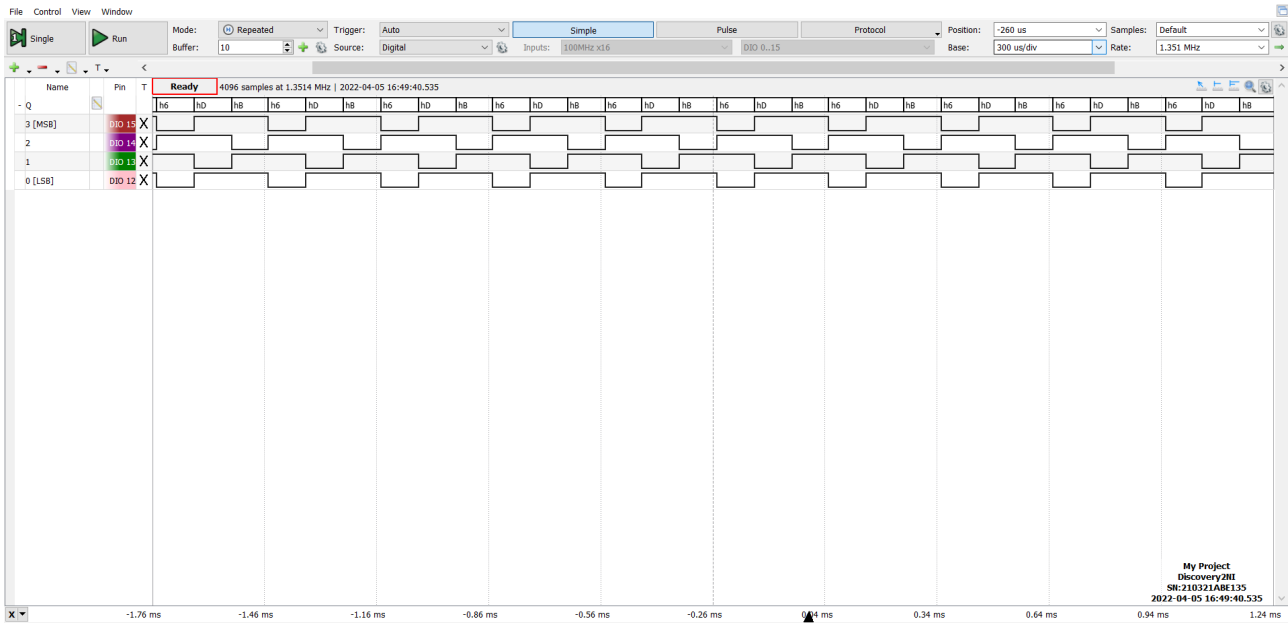 File Control View Window
Single
Run
Mode: Repeated Trigger: Auto Simple Pulse Protocol Position: -260 us Samples: Default
Buffer: 10 Source: Digital Inputs: 100MHz x16 DIO 0..15 Base: 300 us/div Rate: 1.351 MHz
T
Name Pin T Ready 4096 samples at 1.3514 MHz | 2022-04-05 16:49:40.535
- Q h6 hD hB h6 hD hB h6 hD hB h6 hD hB h6 hD hB h6 hD hB h6 hD hB h6 hD hB h6 hD hB h6 hD hB
3 [MSB] DIO 15 X
2 DIO 14 X
1 DIO 13 X
0 [LSB] DIO 12 X
My Project
Discovery2NI
SN:210321ABE135
2022-04-05 16:49:40.535
X -1.76 ms -1.46 ms -1.16 ms -0.86 ms -0.56 ms -0.26 ms 0.04 ms 0.34 ms 0.64 ms 0.94 ms 1.24 ms